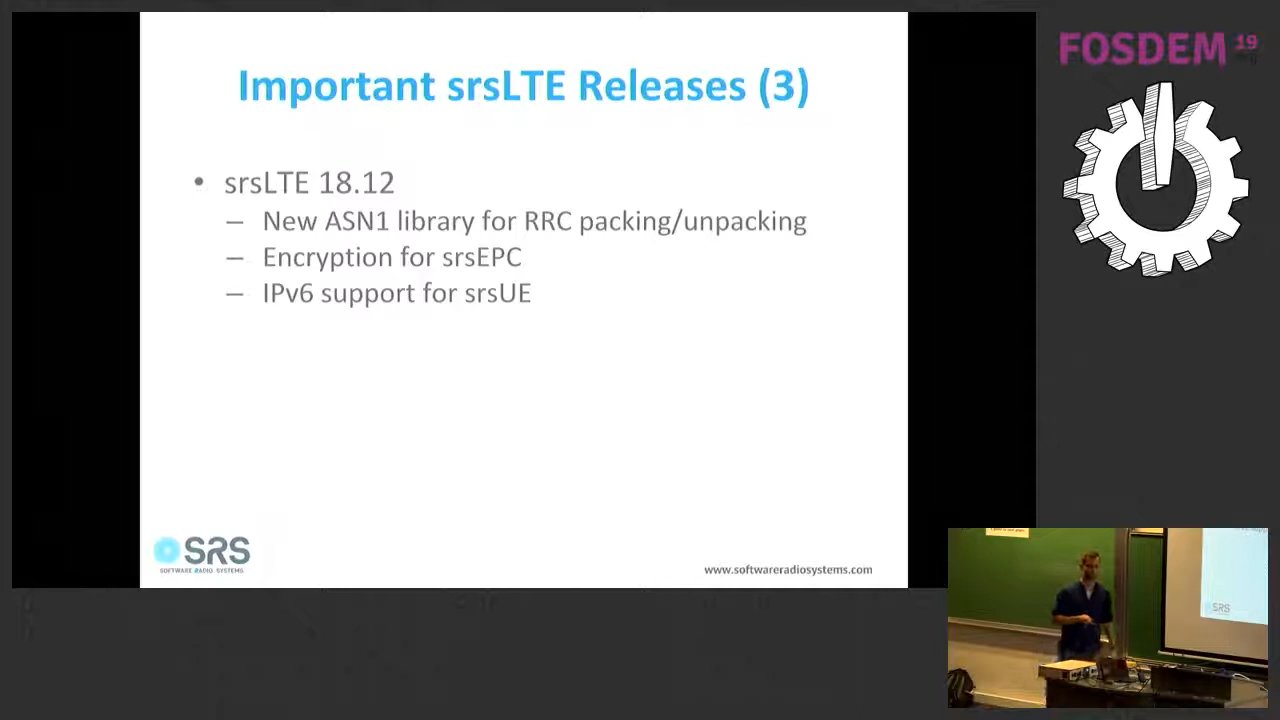 Important srsLTE Releases (3)
• srsLTE 18.12
– New ASN1 library for RRC packing/unpacking
– Encryption for srsEPC
– IPv6 support for srsUE
SRS
SOFTWARE RADIO SYSTEMS
www.softwareradiosystems.com
FOSDEM 19
SRS